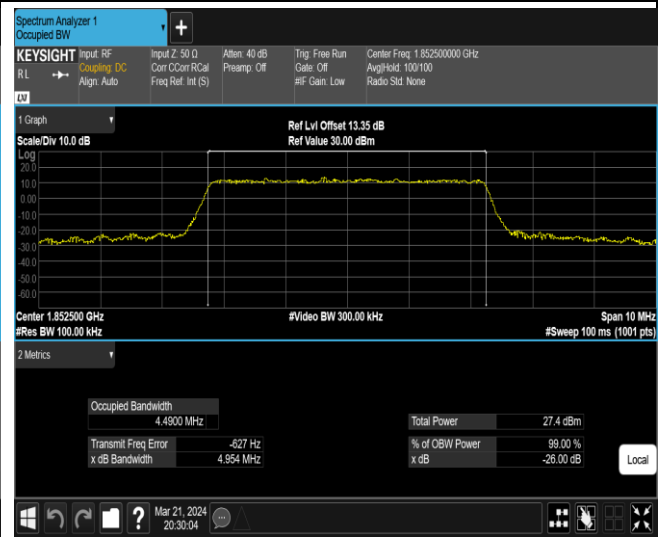 Spectrum Analyzer 1
Occupied BW
+
KEYSIGHT Input: RF Input Z: 50 Ω Atten: 40 dB Trig: Free Run Center Freq: 1.852500000 GHz
RL Coupling: DC Corr CCorr RCal Preamp: Off Gate: Off Avg|Hold: 100/100
Align: Auto Freq Ref: Int (S) #IF Gain: Low Radio Std: None
LXI
1 Graph
Ref Lvl Offset 13.35 dB
Scale/Div 10.0 dB Ref Value 30.00 dBm
Log
20.0
10.0
0.00
-10.0
-20.0
-30.0
-40.0
-50.0
-60.0
Center 1.852500 GHz #Video BW 300.00 kHz Span 10 MHz
#Res BW 100.00 kHz #Sweep 100 ms (1001 pts)
2 Metrics
Occupied Bandwidth
4.4900 MHz Total Power 27.4 dBm
Transmit Freq Error -627 Hz % of OBW Power 99.00 %
x dB Bandwidth 4.954 MHz x dB -26.00 dB
Local
? Mar 21, 2024
20:30:04